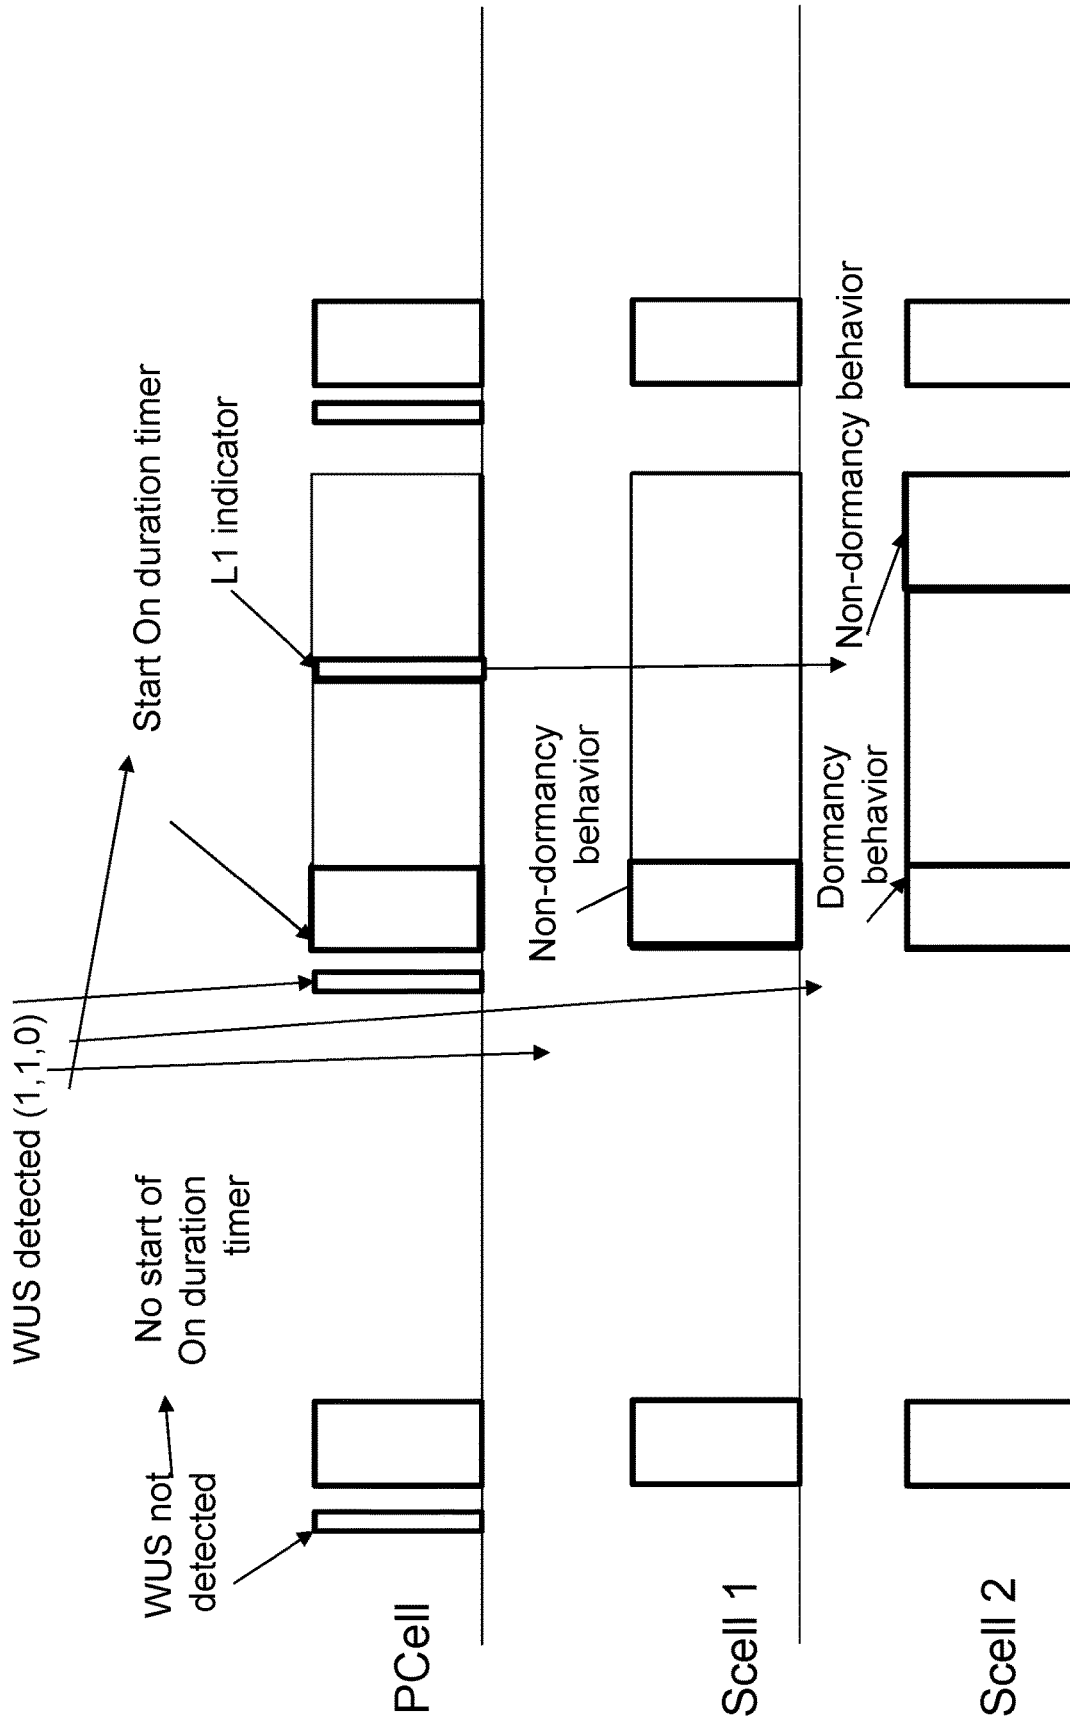 WUS detected (1,1,0)
WUS not
detected
No start of
On duration
timer
Start On duration timer
L1 indicator
PCell
Non-dormancy
behavior
Scell 1
Dormancy
behavior
Non-dormancy behavior
Scell 2